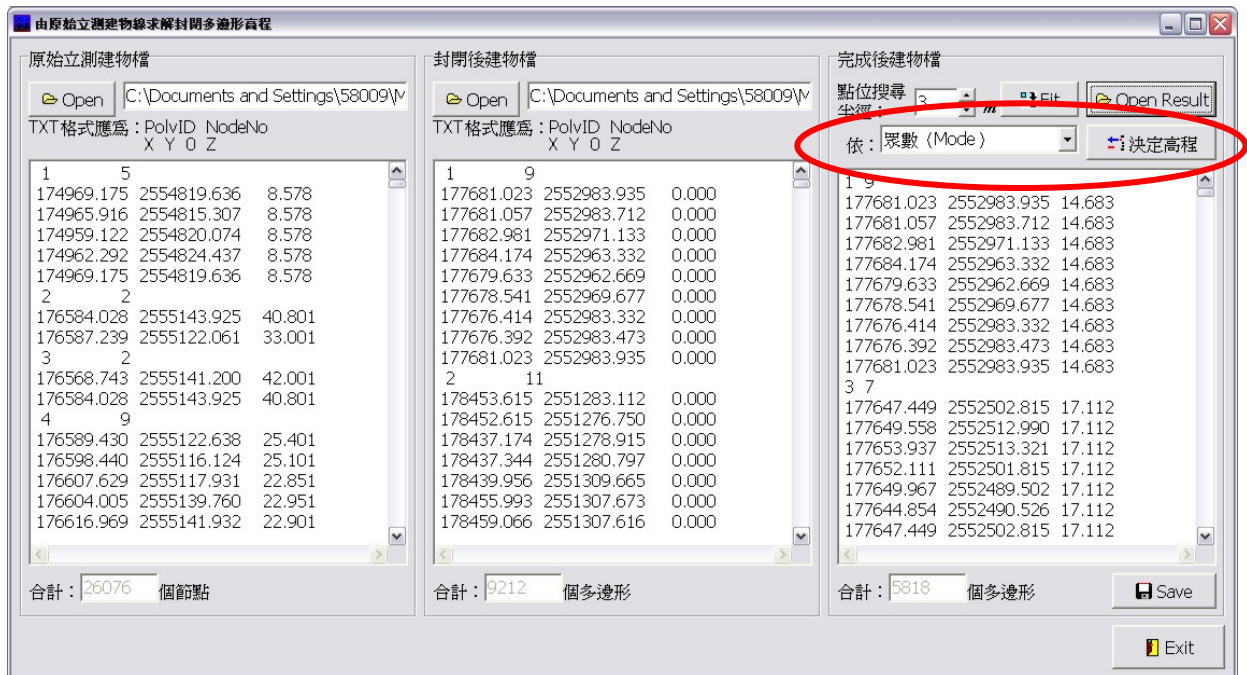 由原始立測建物線求解封閉多邊形高程
原始立測建物檔
Open C:\Documents and Settings\58009\M
TXT格式應為：PolyID NodeNo
X Y 0 Z
1 5
174969.175 2554819.636 8.578
174965.916 2554815.307 8.578
174959.122 2554820.074 8.578
174962.292 2554824.437 8.578
174969.175 2554819.636 8.578
2 2
176584.028 2555143.925 40.801
176587.239 2555122.061 33.001
3 2
176568.743 2555141.200 42.001
176584.028 2555143.925 40.801
4 9
176589.430 2555122.638 25.401
176598.440 2555116.124 25.101
176607.629 2555117.931 22.851
176604.005 2555139.760 22.951
176616.969 2555141.932 22.901
合計：26076 個節點
封閉後建物檔
Open C:\Documents and Settings\58009\M
TXT格式應為：PolyID NodeNo
X Y 0 Z
1 9
177681.023 2552983.935 0.000
177681.057 2552983.712 0.000
177682.981 2552971.133 0.000
177684.174 2552963.332 0.000
177679.633 2552962.669 0.000
177678.541 2552969.677 0.000
177676.414 2552983.332 0.000
177676.392 2552983.473 0.000
177681.023 2552983.935 0.000
2 11
178453.615 2551283.112 0.000
178452.615 2551276.750 0.000
178437.174 2551278.915 0.000
178437.344 2551280.797 0.000
178439.956 2551309.665 0.000
178455.993 2551307.673 0.000
178459.066 2551307.616 0.000
合計：9212 個多邊形
完成後建物檔
點位搜尋
半徑： 3 m Fit Open Result
依：眾數 (Mode) 決定高程
1 9
177681.023 2552983.935 14.683
177681.057 2552983.712 14.683
177682.981 2552971.133 14.683
177684.174 2552963.332 14.683
177679.633 2552962.669 14.683
177678.541 2552969.677 14.683
177676.414 2552983.332 14.683
177676.392 2552983.473 14.683
177681.023 2552983.935 14.683
3 7
177647.449 2552502.815 17.112
177649.558 2552512.990 17.112
177653.937 2552513.321 17.112
177652.111 2552501.815 17.112
177649.967 2552489.502 17.112
177644.854 2552490.526 17.112
177647.449 2552502.815 17.112
合計：5818 個多邊形 Save
Exit